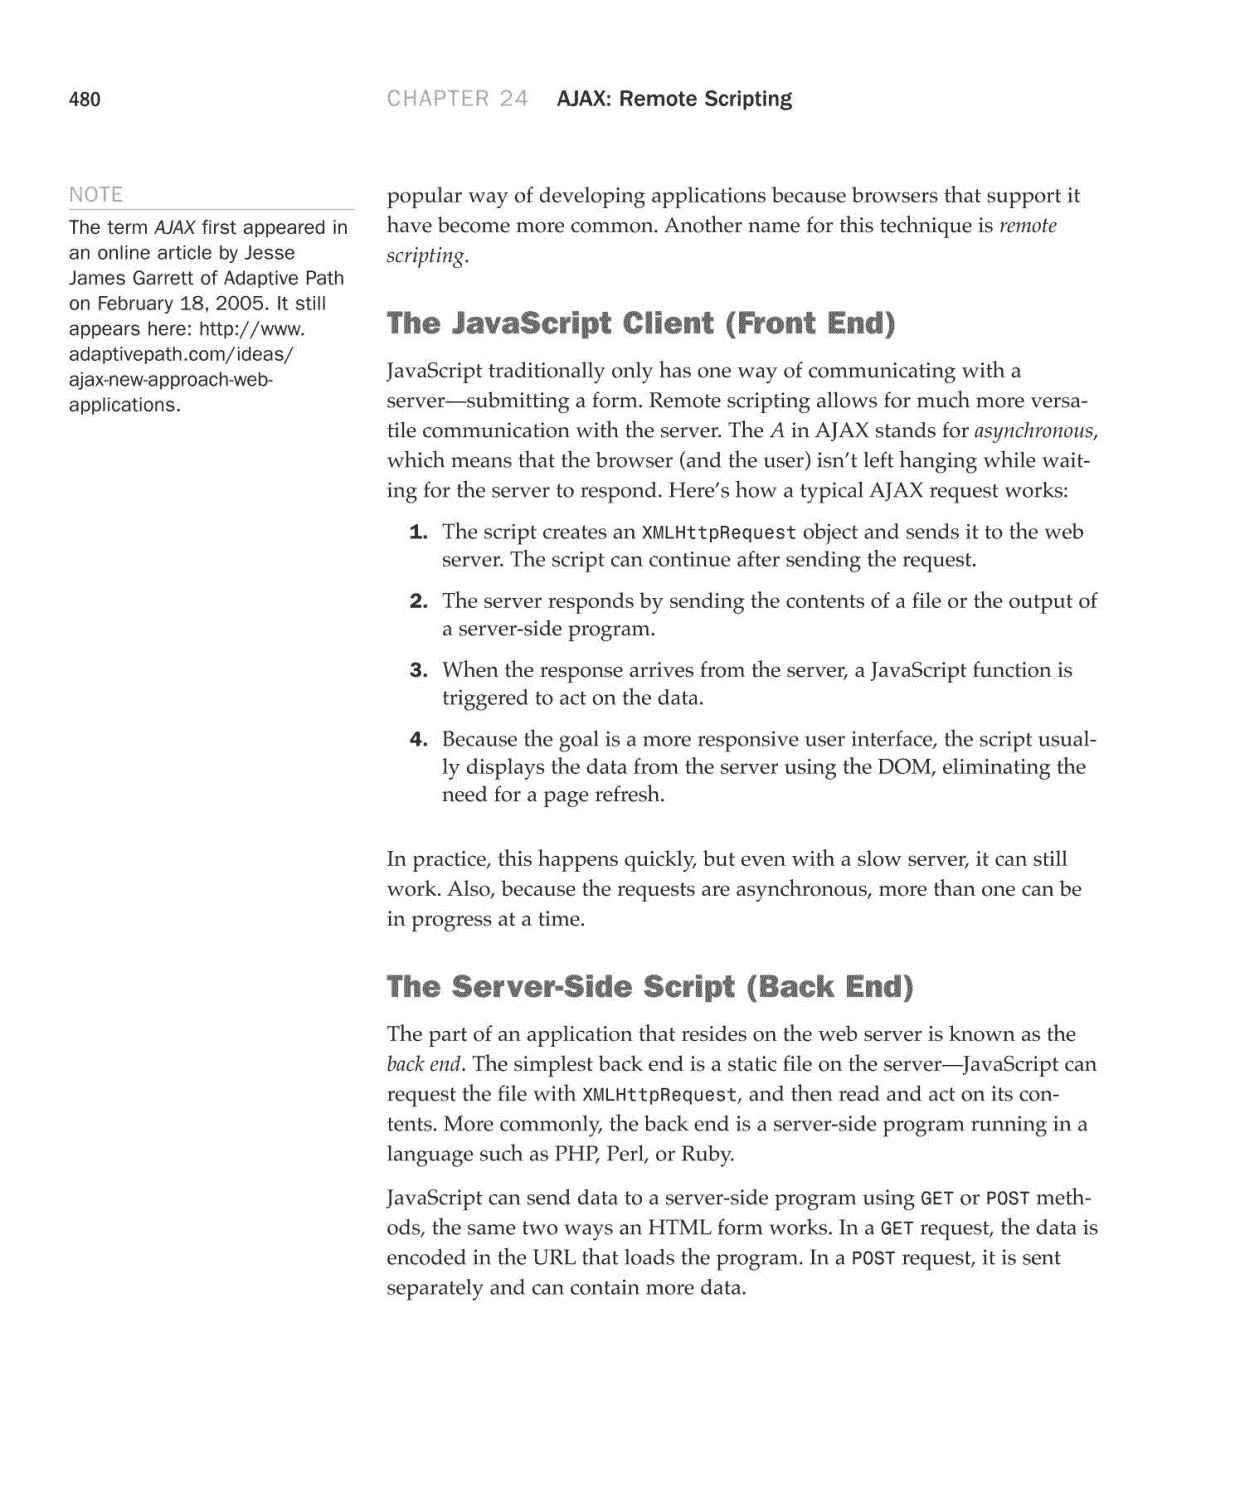 480
CHAPTER 24 AJAX: Remote Scripting
NOTE
The term AJAX first appeared in
an online article by Jesse
James Garrett of Adaptive Path
on February 18, 2005. It still
appears here: http://www.
adaptivepath.com/ideas/
ajax-new-approach-web-
applications.
popular way of developing applications because browsers that support it
have become more common. Another name for this technique is remote
scripting.
The JavaScript Client (Front End)
JavaScript traditionally only has one way of communicating with a
server—submitting a form. Remote scripting allows for much more versa-
tile communication with the server. The A in AJAX stands for asynchronous,
which means that the browser (and the user) isn't left hanging while wait-
ing for the server to respond. Here's how a typical AJAX request works:
1. The script creates an XMLHttpRequest object and sends it to the web
server. The script can continue after sending the request.
2. The server responds by sending the contents of a file or the output of
a server-side program.
3. When the response arrives from the server, a JavaScript function is
triggered to act on the data.
4. Because the goal is a more responsive user interface, the script usual-
ly displays the data from the server using the DOM, eliminating the
need for a page refresh.
In practice, this happens quickly, but even with a slow server, it can still
work. Also, because the requests are asynchronous, more than one can be
in progress at a time.
The Server-Side Script (Back End)
The part of an application that resides on the web server is known as the
back end. The simplest back end is a static file on the server—JavaScript can
request the file with XMLHttpRequest, and then read and act on its con-
tents. More commonly, the back end is a server-side program running in a
language such as PHP, Perl, or Ruby.
JavaScript can send data to a server-side program using GET or POST meth-
ods, the same two ways an HTML form works. In a GET request, the data is
encoded in the URL that loads the program. In a POST request, it is sent
separately and can contain more data.